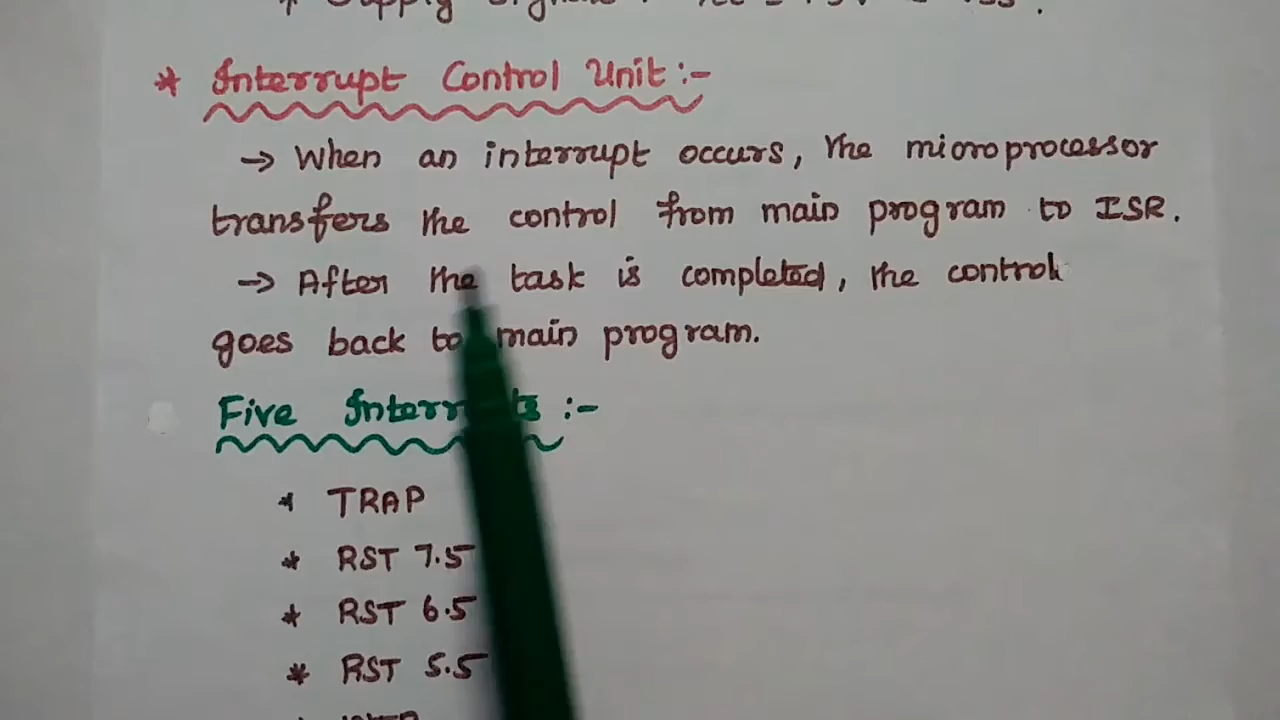 * Interrupt Control Unit :-
→ When an interrupt occurs, the microprocessor
transfers the control from main program to ISR.
→ After the task is completed, the control
goes back to main program.
Five :-
* TRAP
* RST 7.5
* RST 6.5
* RST 5.5